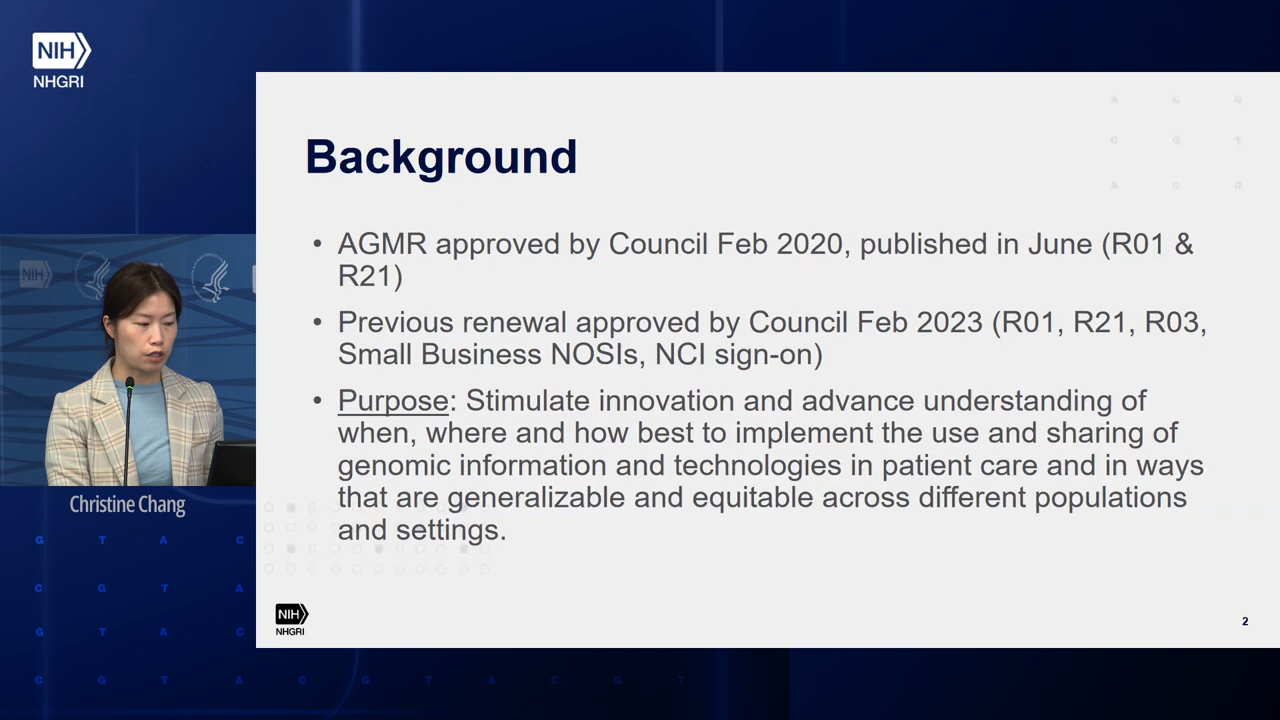 NIH
NHGRI
A G G
C G T
A C G
Background
• AGMR approved by Council Feb 2020, published in June (R01 &
R21)
• Previous renewal approved by Council Feb 2023 (R01, R21, R03,
Small Business NOSIs, NCI sign-on)
• Purpose: Stimulate innovation and advance understanding of
when, where and how best to implement the use and sharing of
genomic information and technologies in patient care and in ways
that are generalizable and equitable across different populations
and settings.
NIH
Christine Chang
G T A C
C G T A
G T A C
C G T A C G T A C G T
NIH
NHGRI
2